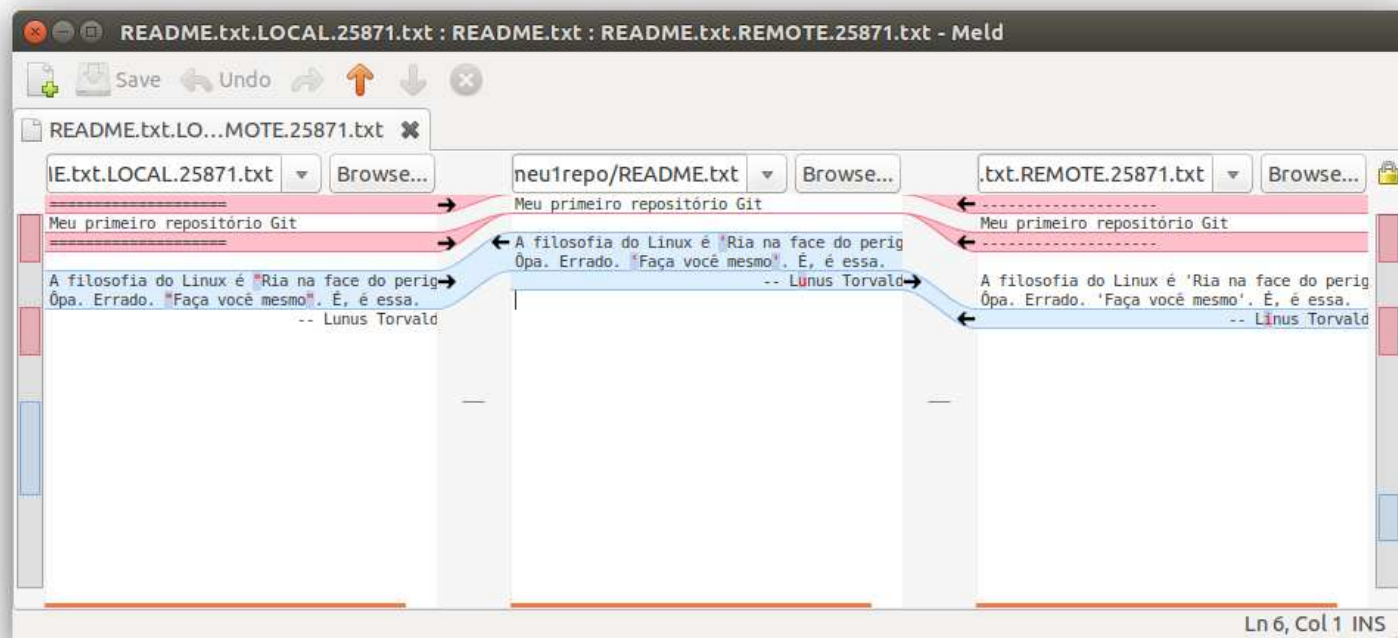 README.txt.LOCAL.25871.txt : README.txt : README.txt.REMOTE.25871.txt - Meld
Save Undo
README.txt.LO...MOTE.25871.txt
IE.txt.LOCAL.25871.txt Browse...
neu1repo/README.txt Browse...
.txt.REMOTE.25871.txt Browse...
====================
Meu primeiro repositório Git
====================
A filosofia do Linux é "Ria na face do perig
Ôpa. Errado. "Faça você mesmo". É, é essa.
-- Lunus Torvald
Meu primeiro repositório Git
A filosofia do Linux é 'Ria na face do perig
Ôpa. Errado. 'Faça você mesmo'. É, é essa.
-- Lunus Torvald
--------------------
Meu primeiro repositório Git
--------------------
A filosofia do Linux é 'Ria na face do perig
Ôpa. Errado. 'Faça você mesmo'. É, é essa.
-- Linus Torvald
Ln 6, Col 1 INS